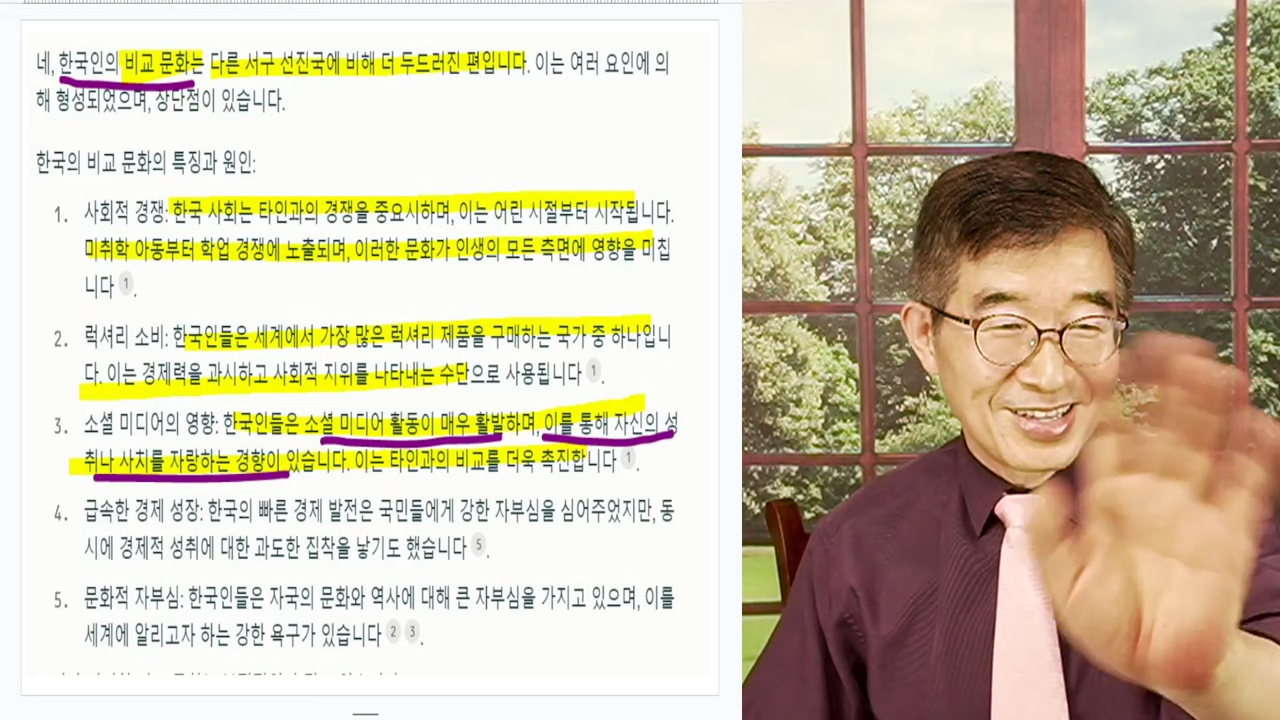 네, 한국인의 비교 문화는 다른 서구 선진국에 비해 더 두드러진 편입니다. 이는 여러 요인에 의
해 형성되었으며, 장단점이 있습니다.
한국의 비교 문화의 특징과 원인:
1. 사회적 경쟁: 한국 사회는 타인과의 경쟁을 중요시하며, 이는 어린 시절부터 시작됩니다.
미취학 아동부터 학업 경쟁에 노출되며, 이러한 문화가 인생의 모든 측면에 영향을 미칩
니다 1.
2. 럭셔리 소비: 한국인들은 세계에서 가장 많은 럭셔리 제품을 구매하는 국가 중 하나입니
다. 이는 경제력을 과시하고 사회적 지위를 나타내는 수단으로 사용됩니다 1.
3. 소셜 미디어의 영향: 한국인들은 소셜 미디어 활동이 매우 활발하며, 이를 통해 자신의 성
취나 사치를 자랑하는 경향이 있습니다. 이는 타인과의 비교를 더욱 촉진합니다 1.
4. 급속한 경제 성장: 한국의 빠른 경제 발전은 국민들에게 강한 자부심을 심어주었지만, 동
시에 경제적 성취에 대한 과도한 집착을 낳기도 했습니다 5.
5. 문화적 자부심: 한국인들은 자국의 문화와 역사에 대해 큰 자부심을 가지고 있으며, 이를
세계에 알리고자 하는 강한 욕구가 있습니다 2 3.